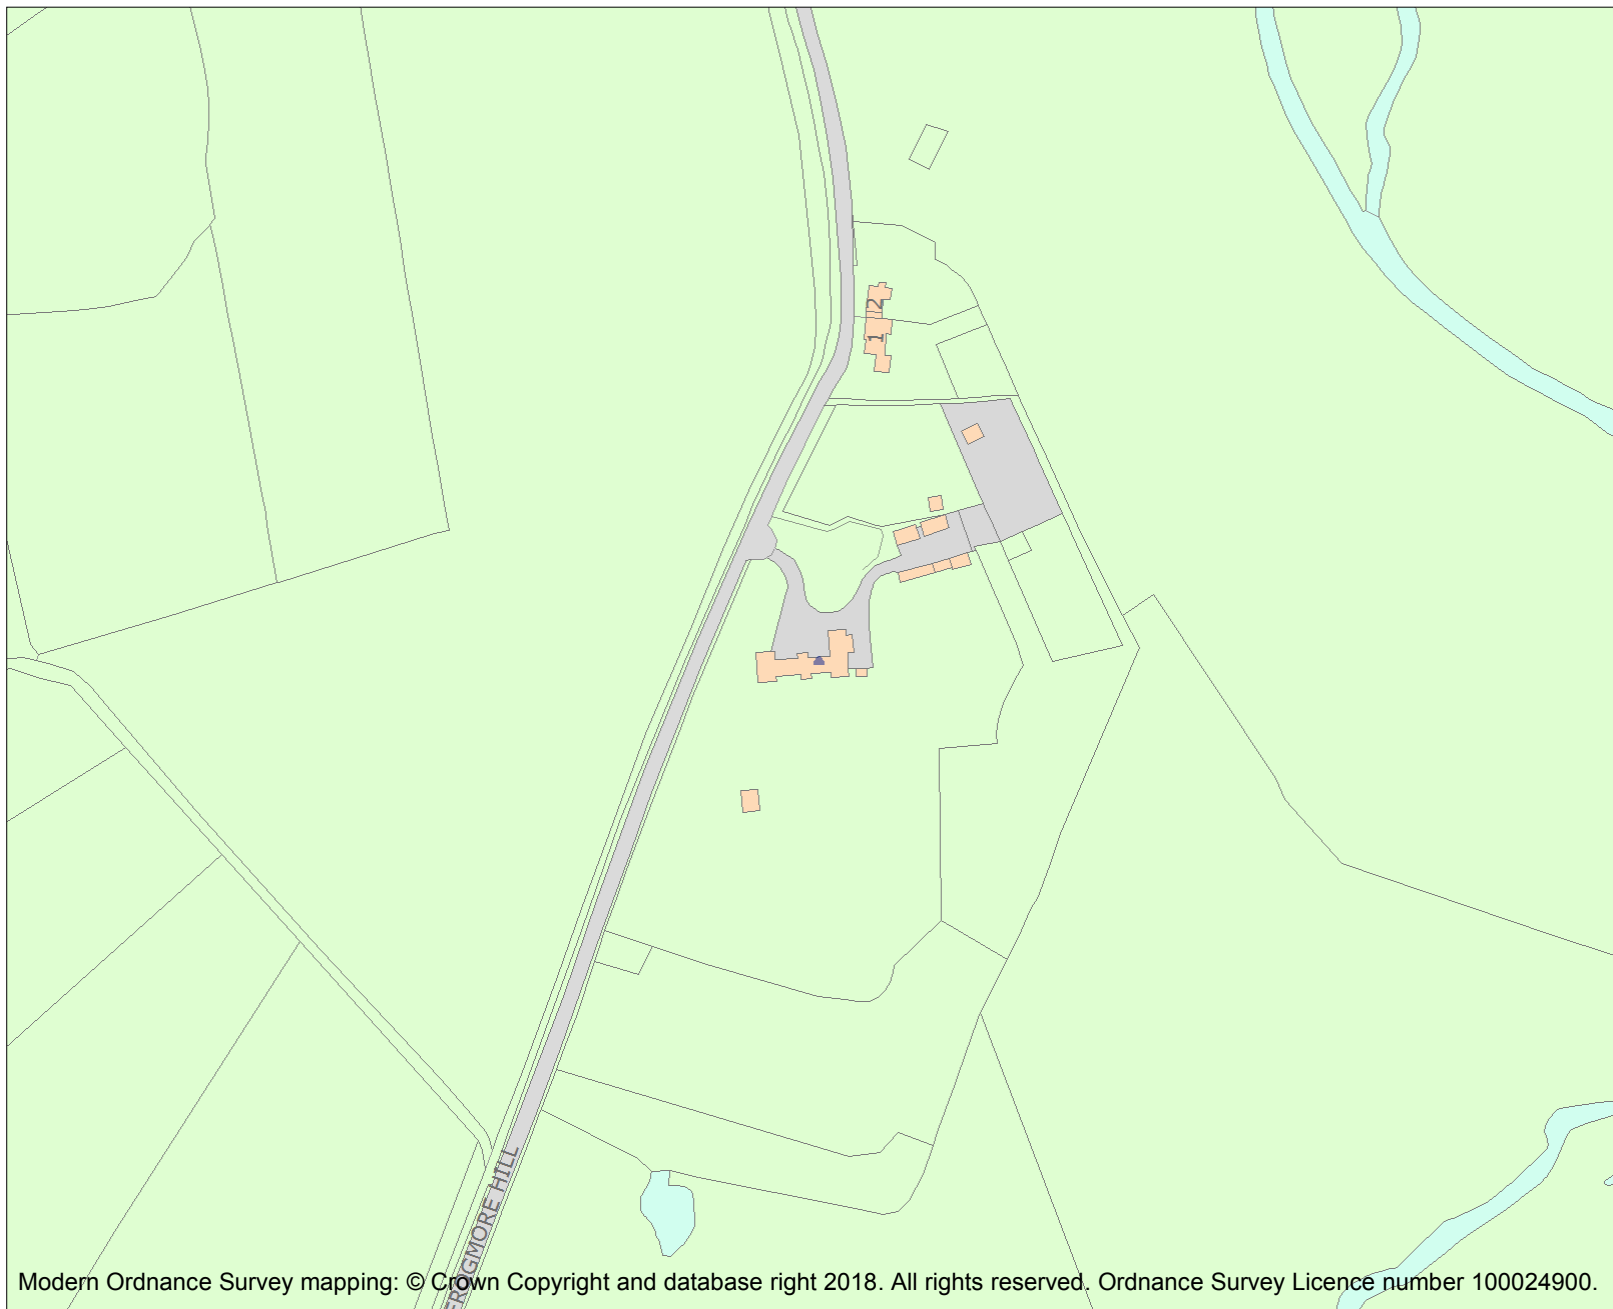 2
1
FROGMORE HILL
Modern Ordnance Survey mapping: © Crown Copyright and database right 2018. All rights reserved. Ordnance Survey Licence number 100024900.